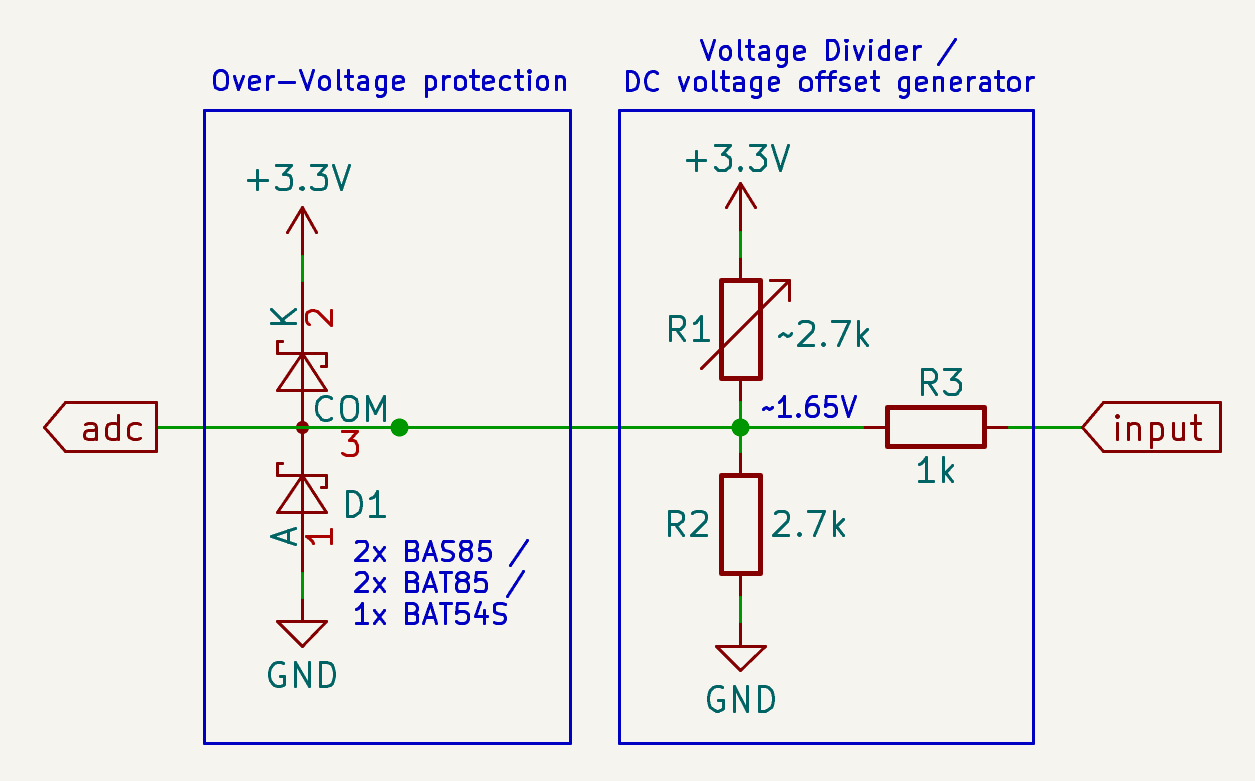 Over-Voltage protection
+3.3V
K
2
adc
COM
3
D1
A
1
2x BAS85 /
2x BAT85 /
1x BAT54S
GND
Voltage Divider /
DC voltage offset generator
+3.3V
R1
~2.7k
~1.65V
R3
1k
input
R2
2.7k
GND